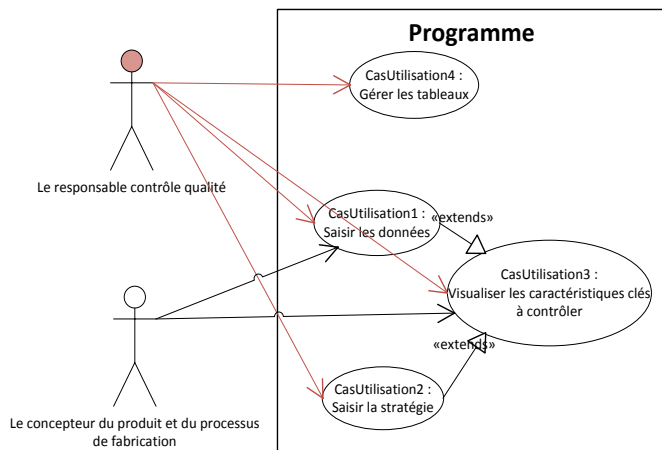 Programme
CasUtilisation4 :
Gérer les tableaux
Le responsable contrôle qualité
CasUtilisation1 :
Saisir les données
«extends»
CasUtilisation3 :
Visualiser les caractéristiques clés
à contrôler
«extends»
CasUtilisation2 :
Saisir la stratégie
Le concepteur du produit et du processus
de fabrication